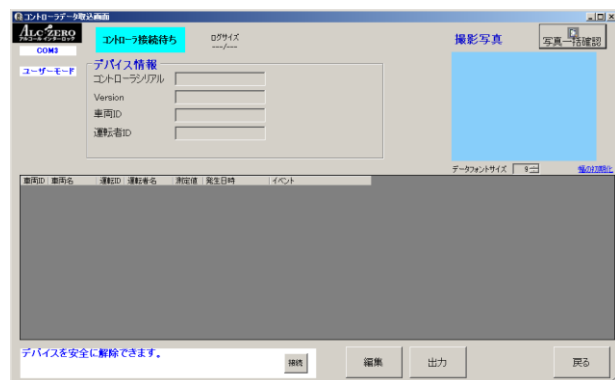 コントローラデータ取込画面
ALC ZERO
アルコール インターロック
コントローラ接続待ち
ログサイズ
---/---
撮影写真
写真一括確認
COM3
ユーザーモード
デバイス情報
コントローラシリアル
Version
車両ID
運転者ID
データフォントサイズ 9
幅の初期化
車両ID 車両名 運転ID 運転者名 測定値 発生日時 イベント
デバイスを安全に解除できます。
接続
編集
出力
戻る